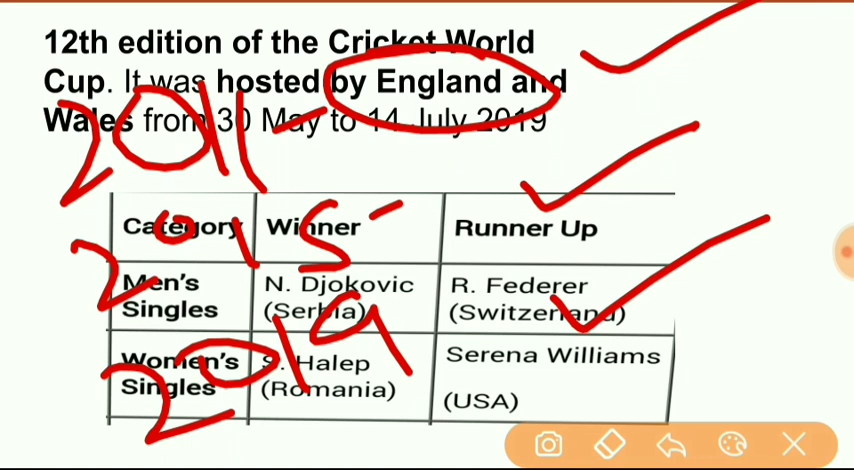 12th edition of the Cricket World
Cup. It was hosted by England and
Wales from 30 May to 14 July 2019
2011 -
Category Winner Runner Up
2015 -
Men's N. Djokovic R. Federer
Singles (Serbia) (Switzerland)
2019
Women's S. Halep Serena Williams
Singles (Romania) (USA)